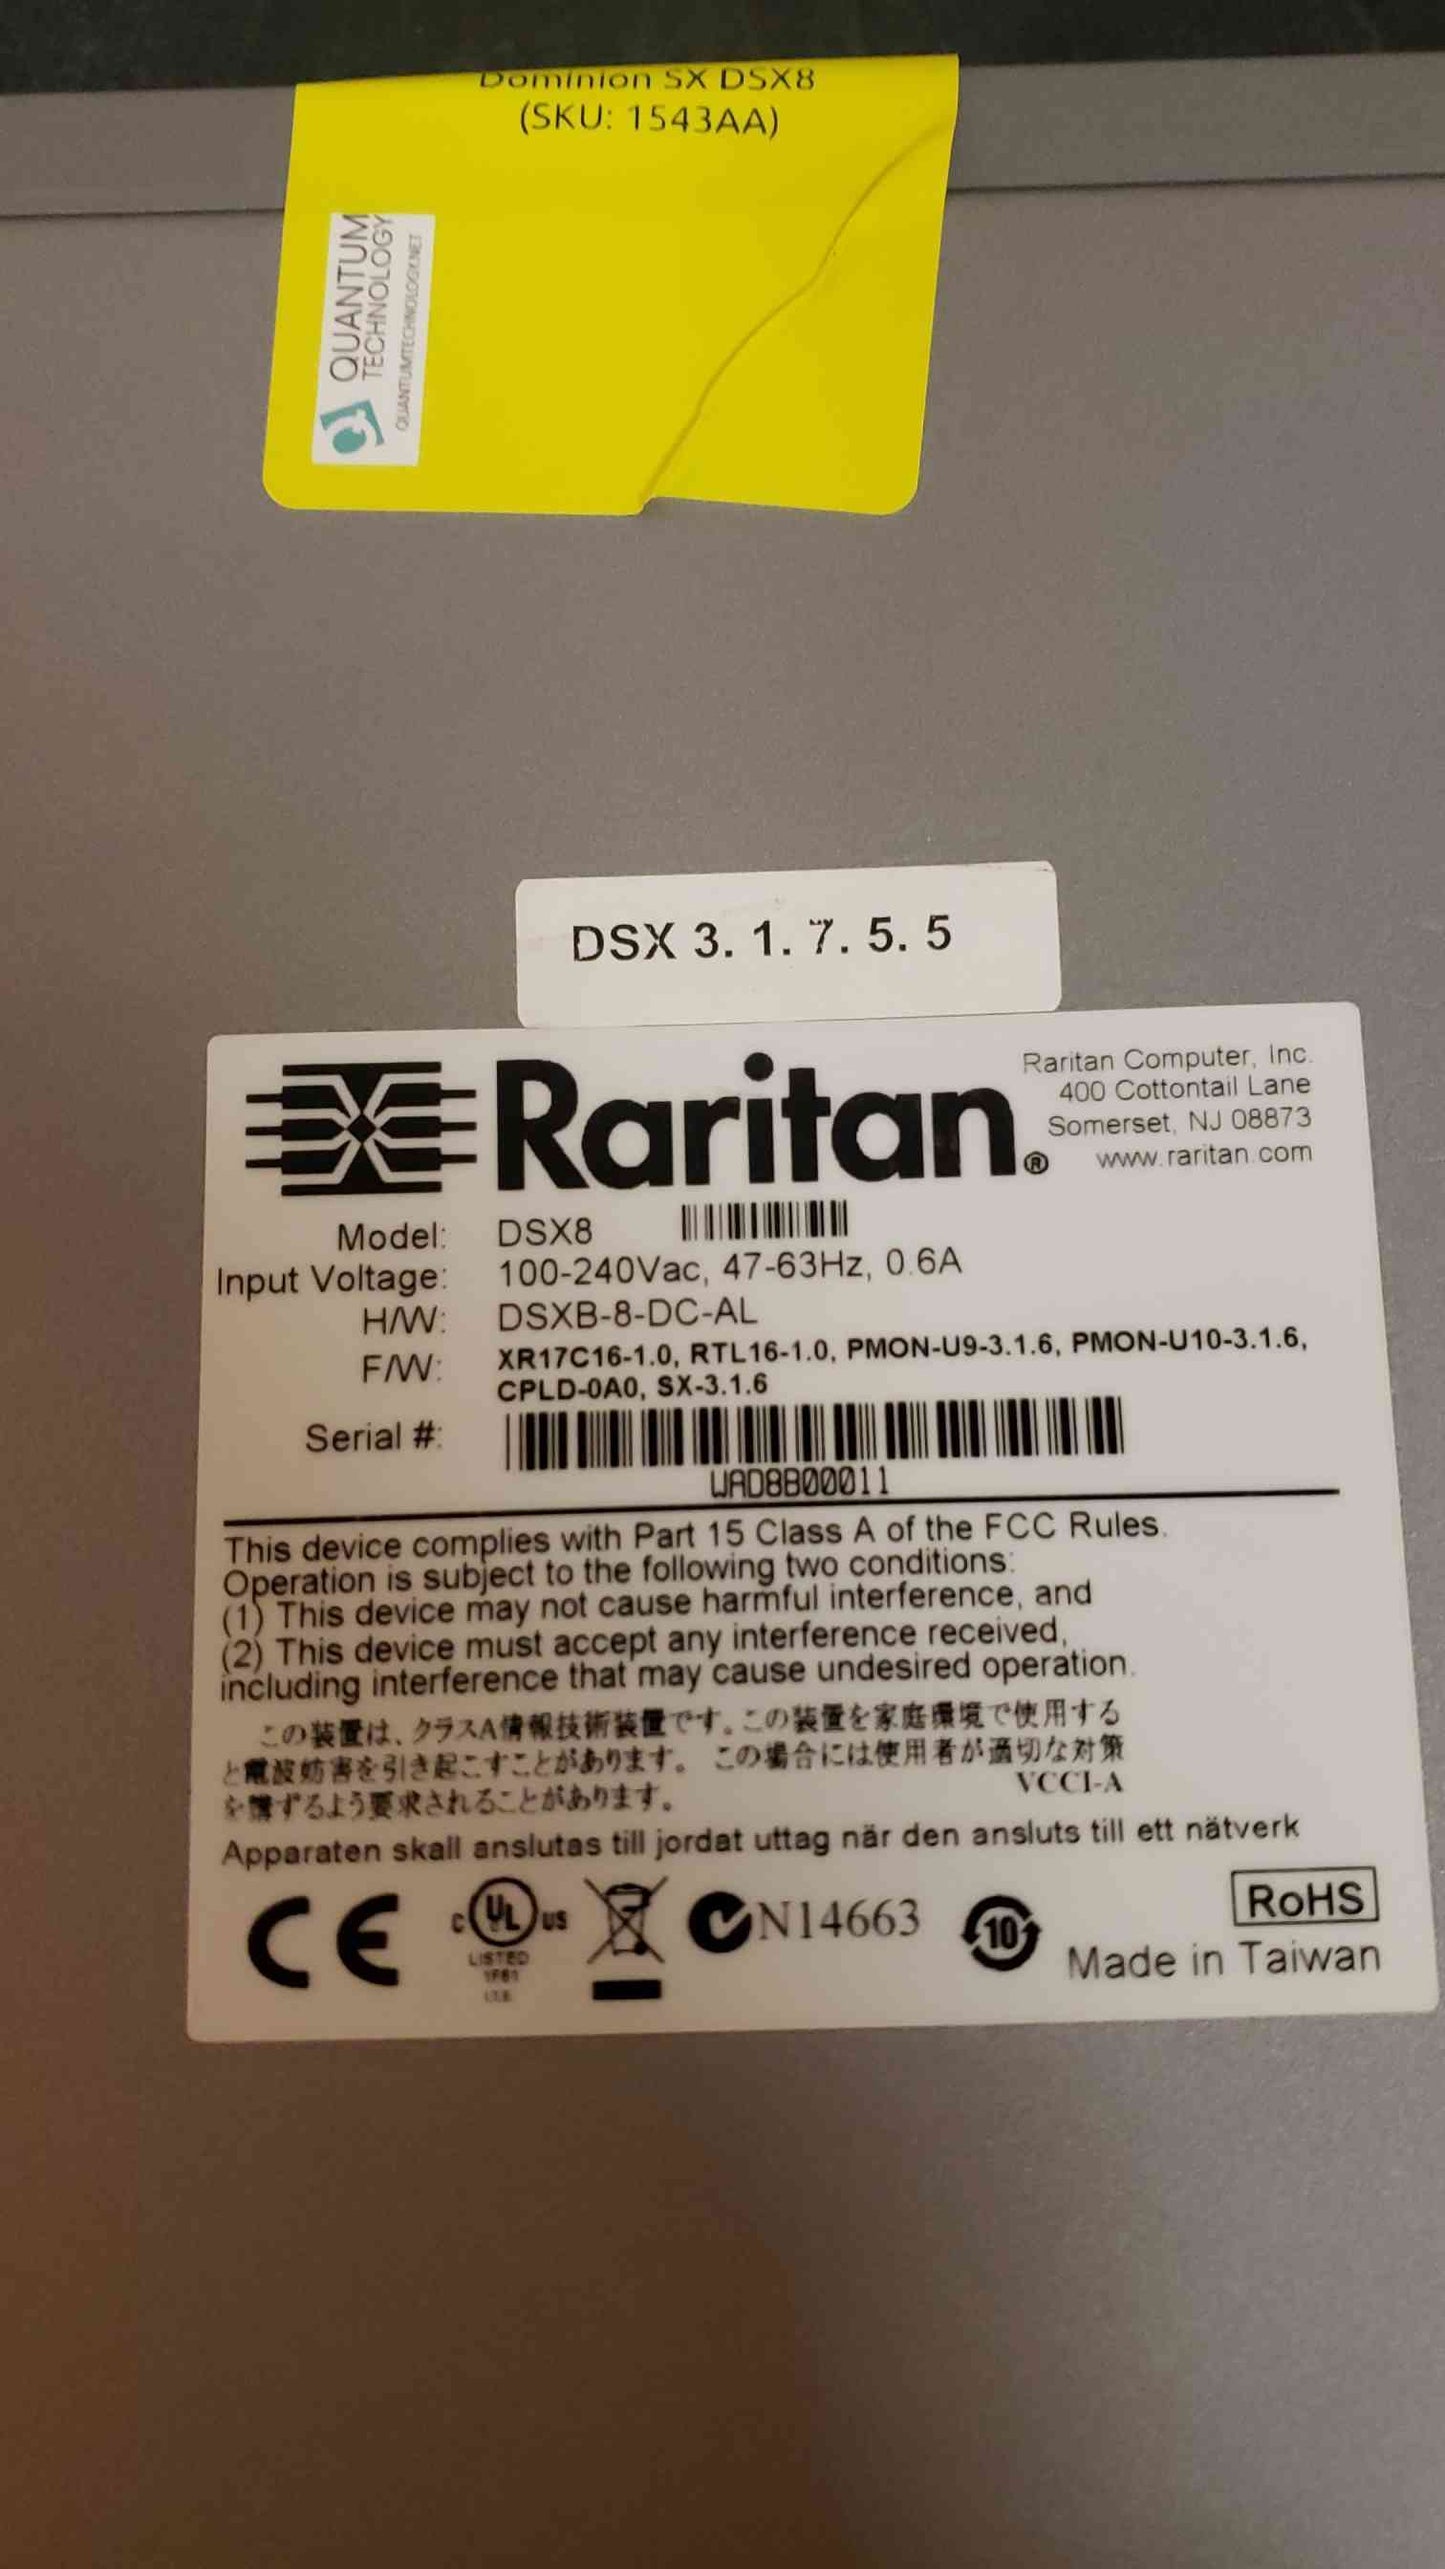 Dominion SX DSX8
(SKU: 1543AA)
QUANTUM
TECHNOLOGY
QUANTUMTECHNOLOGY.NET
DSX 3. 1. 7. 5. 5
Raritan®
Raritan Computer, Inc.
400 Cottontail Lane
Somerset, NJ 08873
www.raritan.com
Model: DSX8
Input Voltage: 100-240Vac, 47-63Hz, 0.6A
H/W: DSXB-8-DC-AL
F/W: XR17C16-1.0, RTL16-1.0, PMON-U9-3.1.6, PMON-U10-3.1.6,
CPLD-0A0, SX-3.1.6
Serial #:
WAD8B00011
This device complies with Part 15 Class A of the FCC Rules.
Operation is subject to the following two conditions:
(1) This device may not cause harmful interference, and
(2) This device must accept any interference received,
including interference that may cause undesired operation.
この装置は、クラスA情報技術装置です。この装置を家庭環境で使用する
と電波妨害を引き起こすことがあります。 この場合には使用者が適切な対策
を講ずるよう要求されることがあります。
VCCI-A
Apparaten skall anslutas till jordat uttag när den ansluts till ett nätverk
CE
c UL US
LISTED
I.T.E.
N14663
10
RoHS
Made in Taiwan